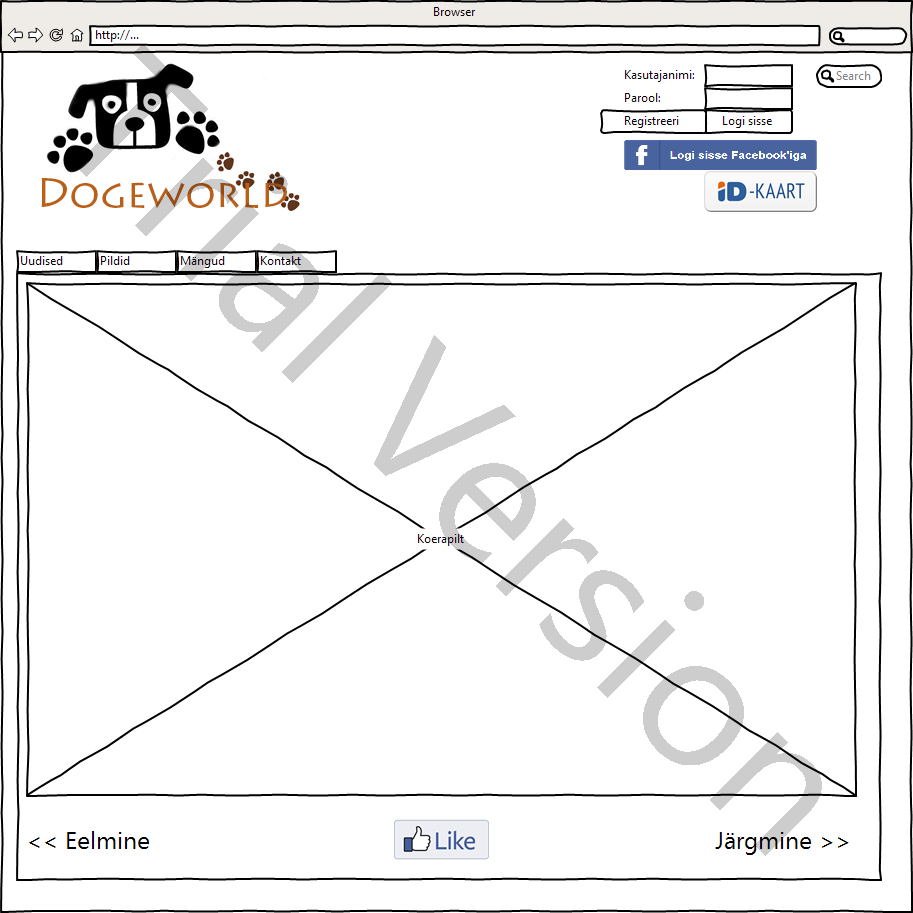 Browser
http://...
Kasutajanimi:
Search
Parool:
Registreeri
Logi sisse
f Logi sisse Facebook'iga
iD-KAART
DOGEWORLD
Uudised
Pildid
Mängud
Kontakt
Trial Version
Koerapilt
<< Eelmine
Like
Järgmine >>